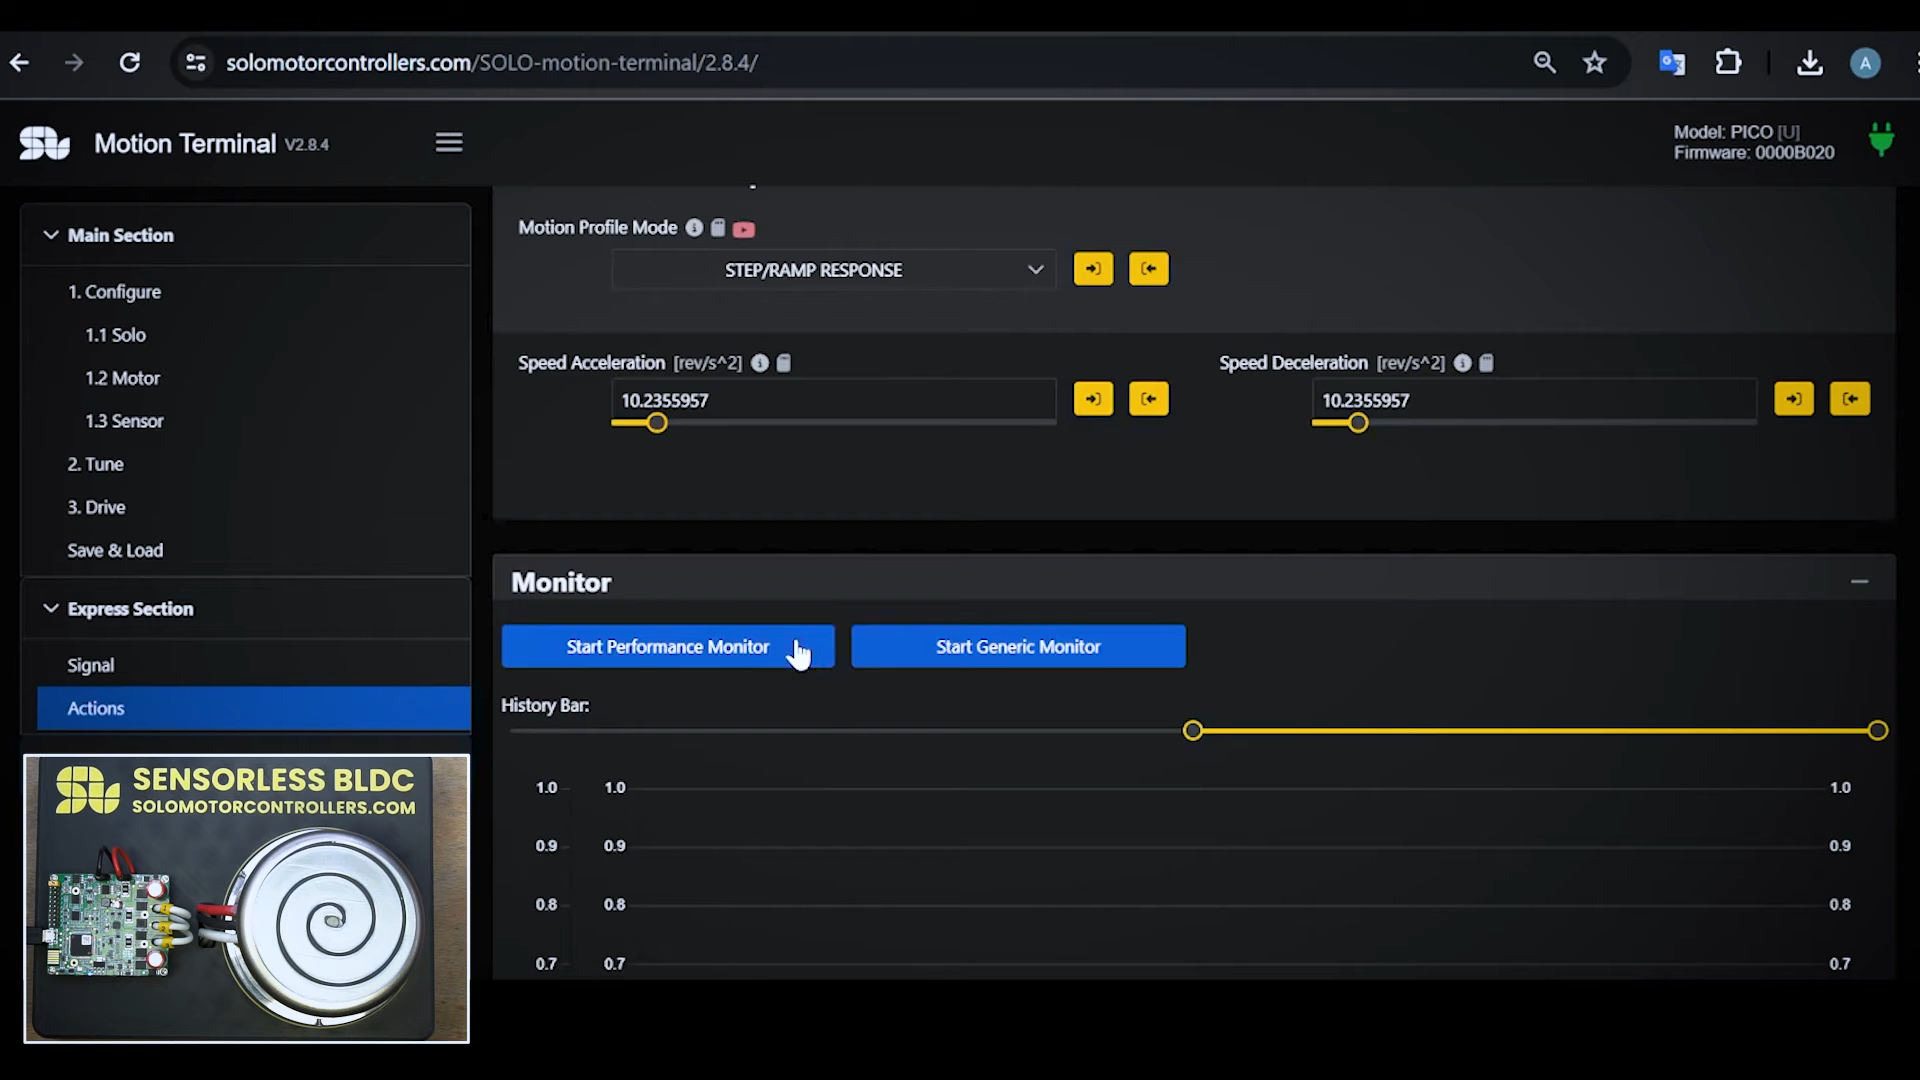 solomotorcontrollers.com/SOLO-motion-terminal/2.8.4/
A
Motion Terminal V2.8.4
Model: PICO [U]
Firmware: 0000B020
Main Section
1. Configure
1.1 Solo
1.2 Motor
1.3 Sensor
2. Tune
3. Drive
Save & Load
Express Section
Signal
Actions
Motion Profile Mode
STEP/RAMP RESPONSE
Speed Acceleration [rev/s^2]
10.2355957
Speed Deceleration [rev/s^2]
10.2355957
Monitor
Start Performance Monitor
Start Generic Monitor
History Bar:
1.0 1.0 1.0
0.9 0.9 0.9
0.8 0.8 0.8
0.7 0.7 0.7
SENSORLESS BLDC
SOLOMOTORCONTROLLERS.COM